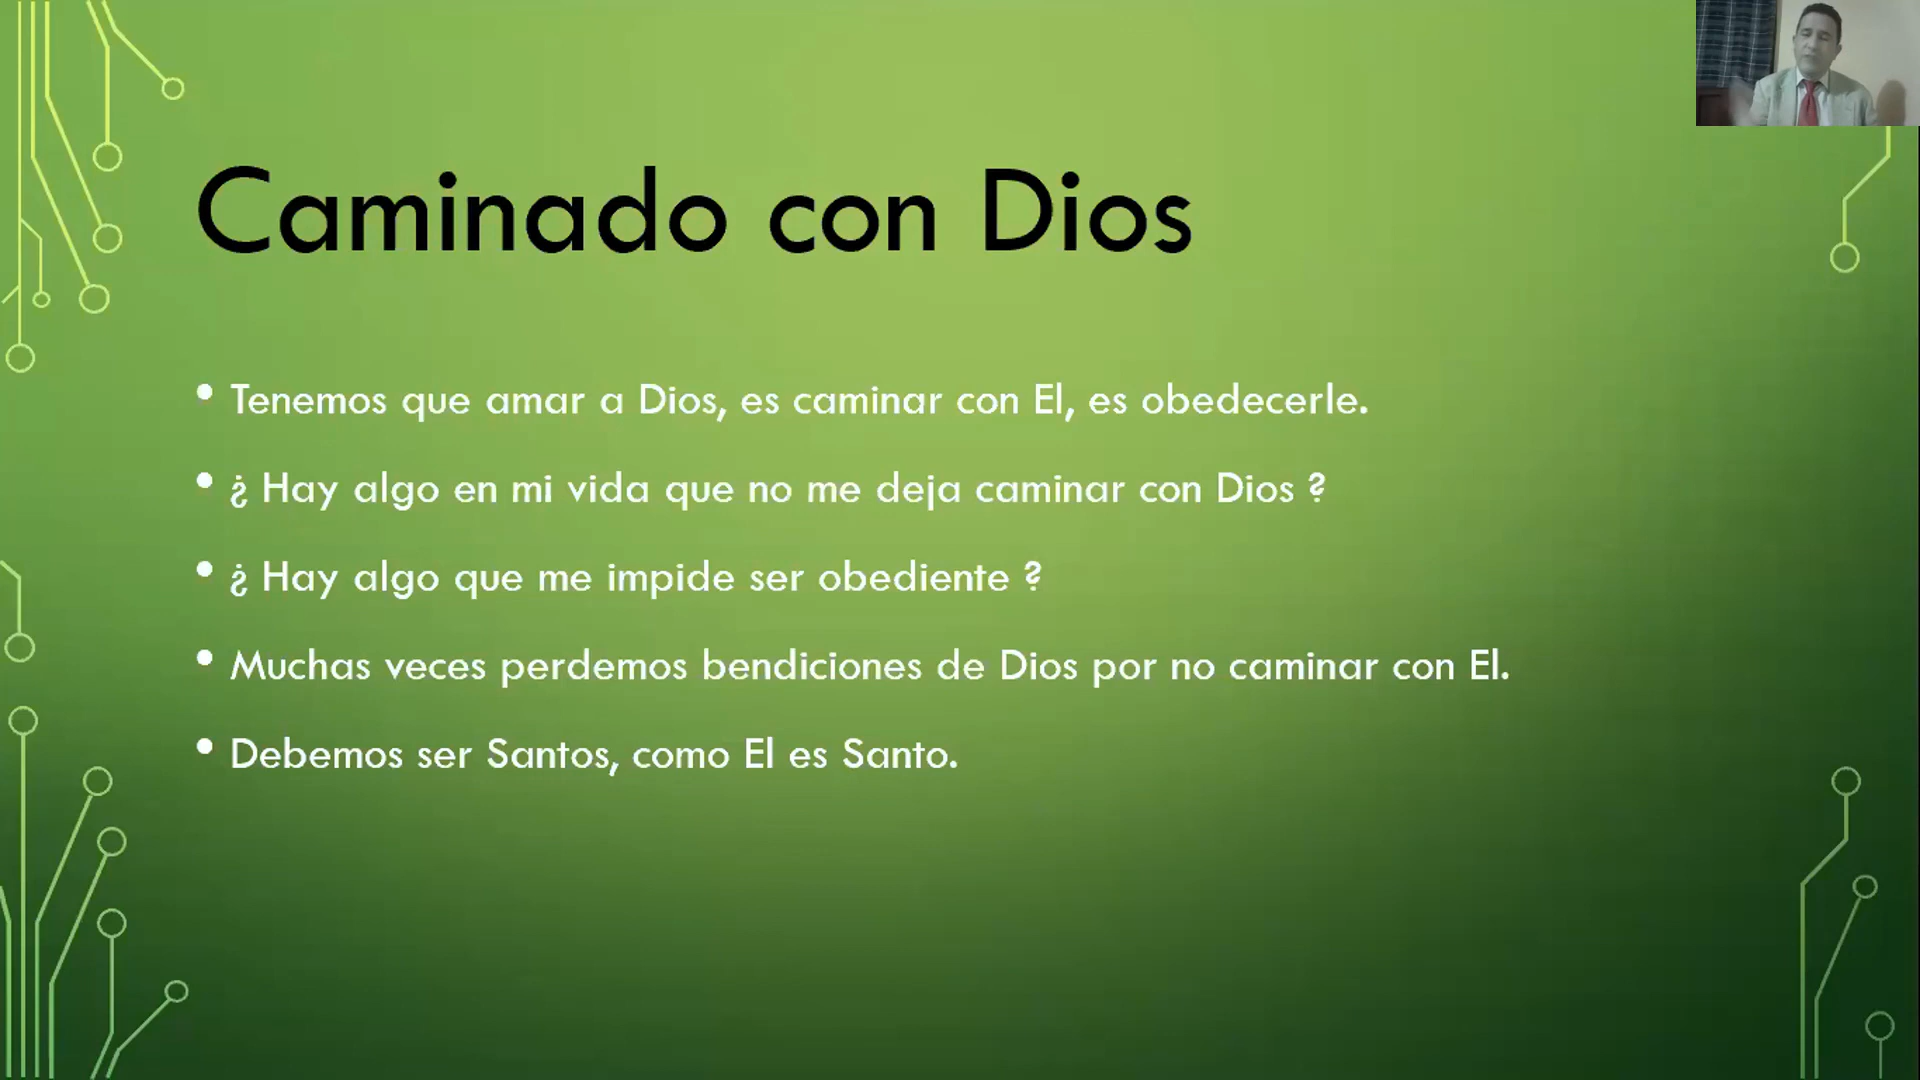 Caminado con Dios
• Tenemos que amar a Dios, es caminar con El, es obedecerle.
• ¿ Hay algo en mi vida que no me deja caminar con Dios ?
• ¿ Hay algo que me impide ser obediente ?
• Muchas veces perdemos bendiciones de Dios por no caminar con El.
• Debemos ser Santos, como El es Santo.